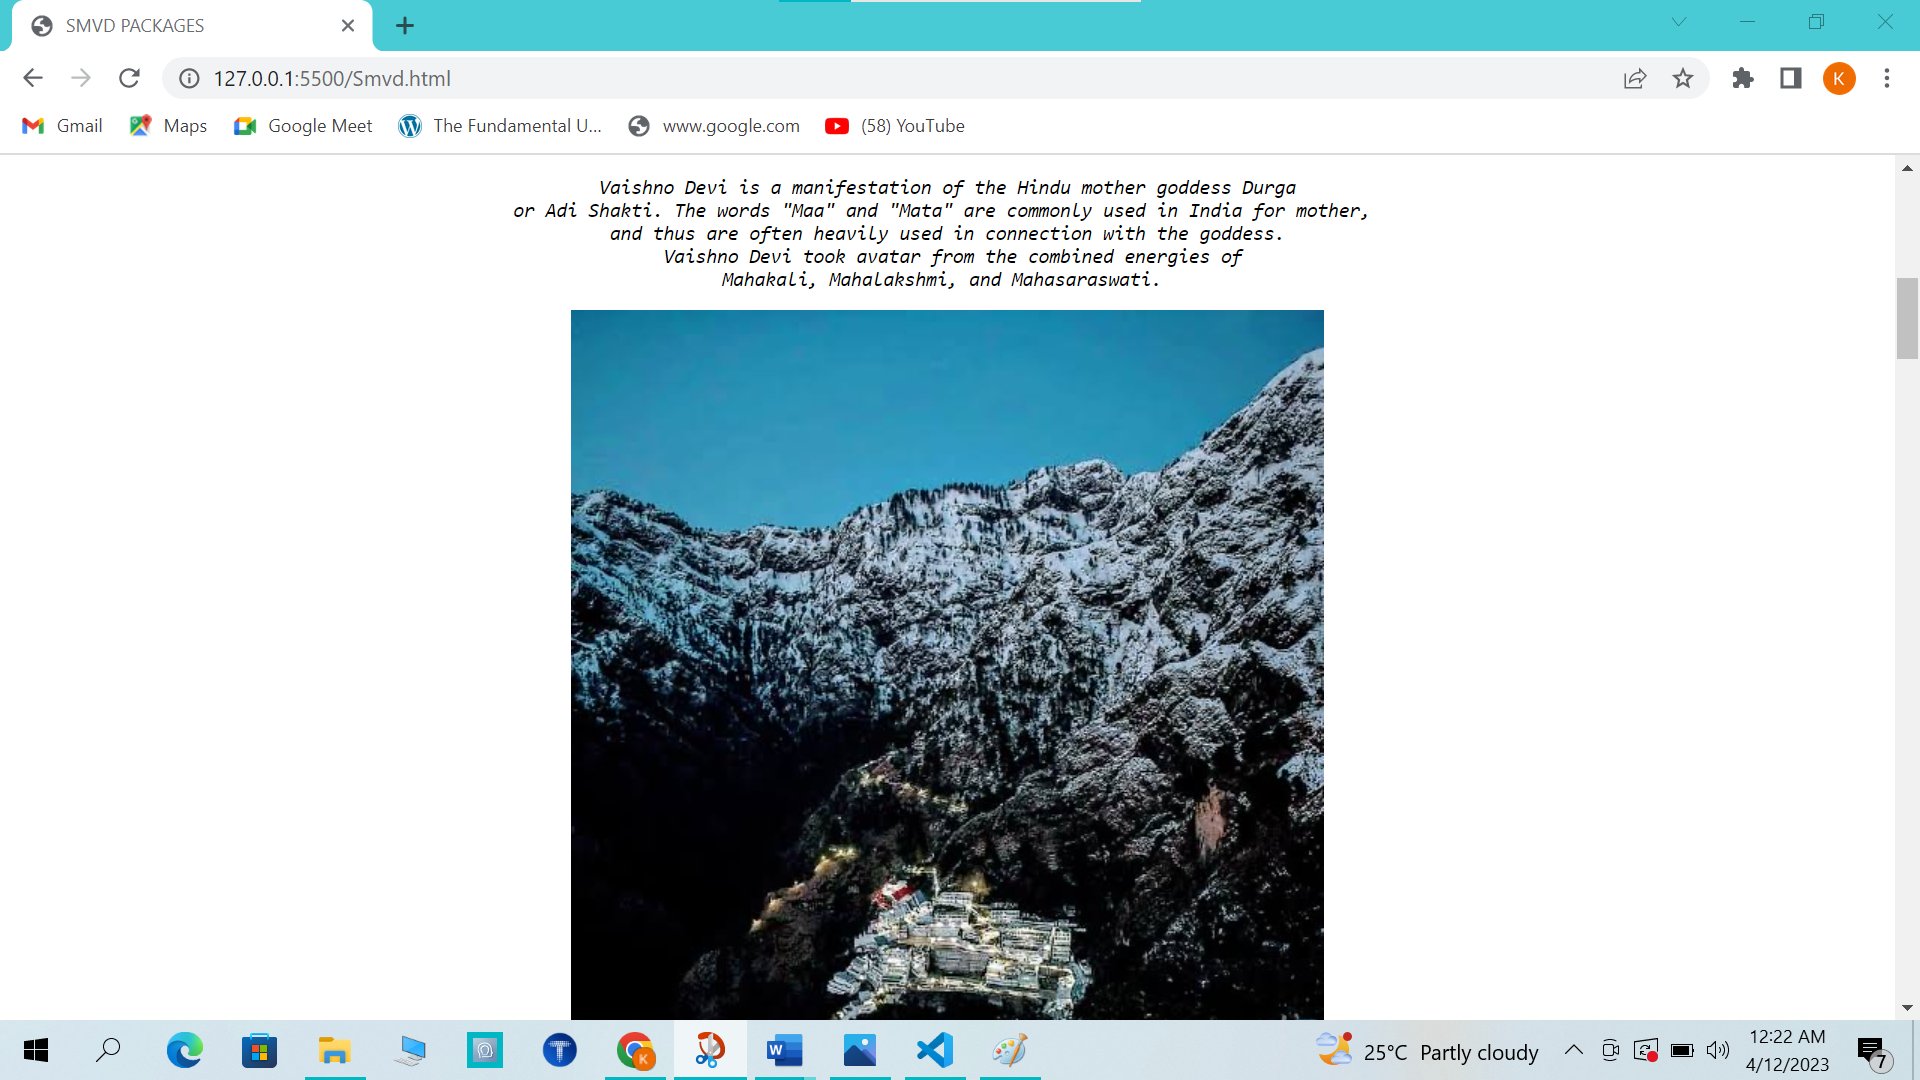 SMVD PACKAGES
127.0.0.1:5500/Smvd.html
K
Gmail
Maps
Google Meet
The Fundamental U...
www.google.com
(58) YouTube
Vaishno Devi is a manifestation of the Hindu mother goddess Durga
or Adi Shakti. The words "Maa" and "Mata" are commonly used in India for mother,
and thus are often heavily used in connection with the goddess.
Vaishno Devi took avatar from the combined energies of
Mahakali, Mahalakshmi, and Mahasaraswati.
25°C Partly cloudy
12:22 AM
4/12/2023
7